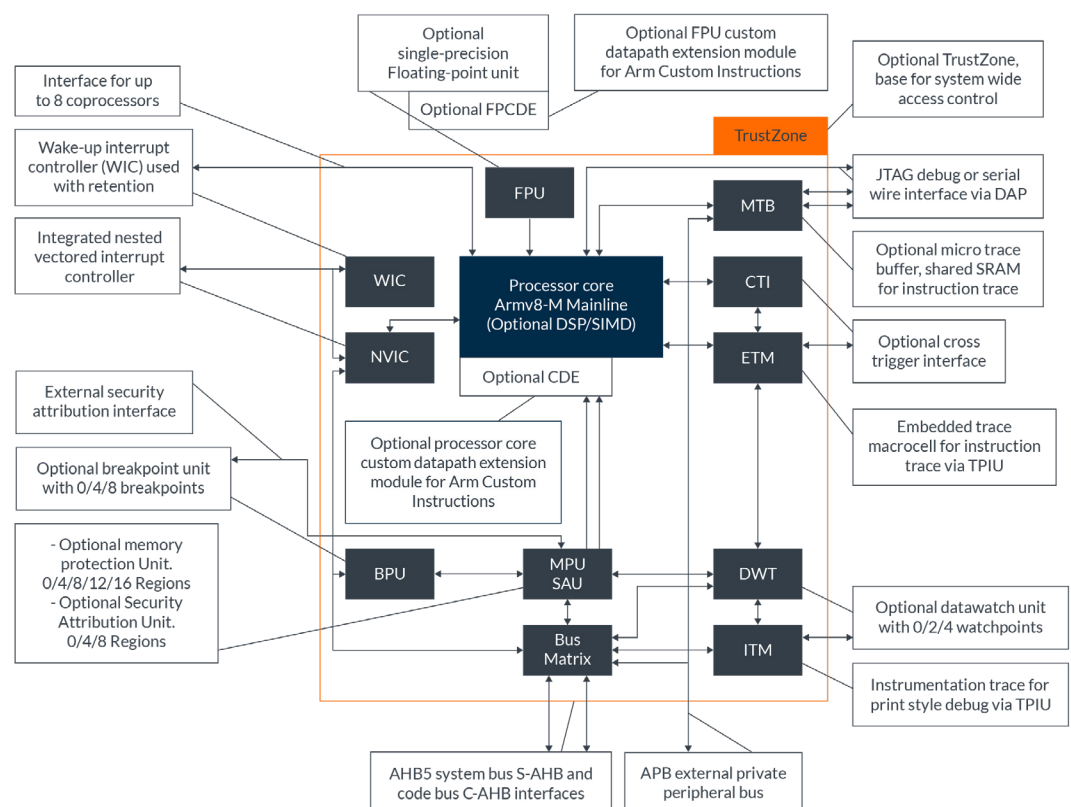 Optional
single-precision
Floating-point unit
Optional FPCDE
Optional FPU custom
datapath extension module
for Arm Custom Instructions
Optional TrustZone,
base for system wide
access control
TrustZone
Interface for up
to 8 coprocessors
Wake-up interrupt
controller (WIC) used
with retention
Integrated nested
vectored interrupt
controller
FPU
MTB
JTAG debug or serial
wire interface via DAP
Optional micro trace
buffer, shared SRAM
for instruction trace
WIC
Processor core
Armv8-M Mainline
(Optional DSP/SIMD)
CTI
NVIC
Optional CDE
ETM
Optional cross
trigger interface
External security
attribution interface
Optional processor core
custom datapath extension
module for Arm Custom
Instructions
Embedded trace
macrocell for instruction
trace via TPIU
Optional breakpoint unit
with 0/4/8 breakpoints
- Optional memory
protection Unit.
0/4/8/12/16 Regions
- Optional Security
Attribution Unit.
0/4/8 Regions
BPU
MPU
SAU
DWT
Optional datawatch unit
with 0/2/4 watchpoints
Bus
Matrix
ITM
Instrumentation trace for
print style debug via TPIU
AHB5 system bus S-AHB and
code bus C-AHB interfaces
APB external private
peripheral bus